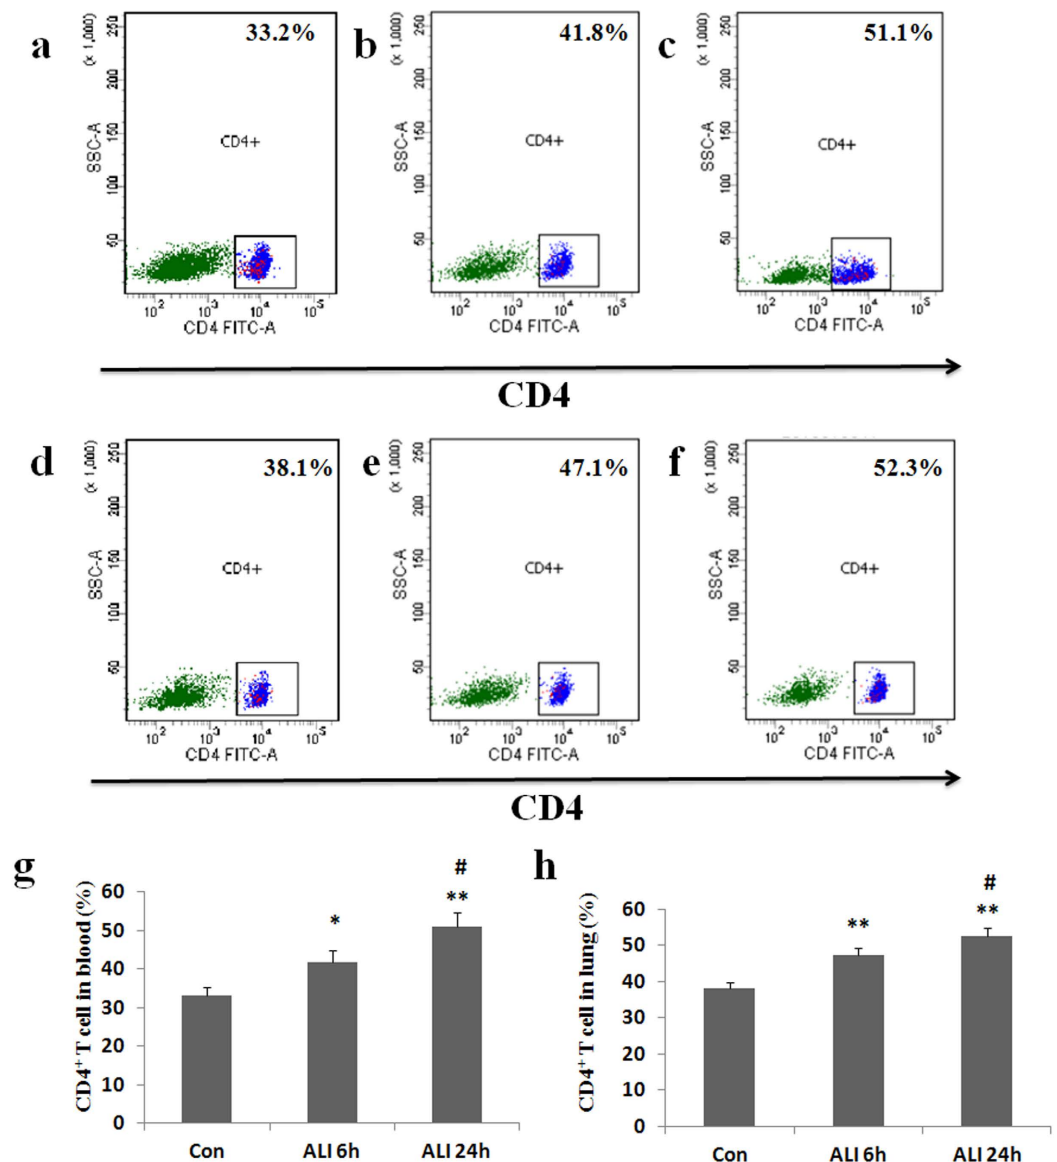 a
33.2%
(x 1,000)
250
200
150
100
50
SSC-A
CD4+
10² 10³ 10⁴ 10⁵
CD4 FITC-A
b
41.8%
(x 1,000)
250
200
150
100
50
SSC-A
CD4+
10² 10³ 10⁴ 10⁵
CD4 FITC-A
c
51.1%
(x 1,000)
250
200
150
100
50
SSC-A
CD4+
10² 10³ 10⁴ 10⁵
CD4 FITC-A
CD4
d
38.1%
(x 1,000)
250
200
150
100
50
SSC-A
CD4+
10² 10³ 10⁴ 10⁵
CD4 FITC-A
e
47.1%
(x 1,000)
250
200
150
100
50
SSC-A
CD4+
10² 10³ 10⁴ 10⁵
CD4 FITC-A
f
52.3%
(x 1,000)
250
200
150
100
50
SSC-A
CD4+
10² 10³ 10⁴ 10⁵
CD4 FITC-A
CD4
g
CD4⁺ T cell in blood (%)
60
50
40
30
20
10
0
*
#
**
Con ALI 6h ALI 24h
h
CD4⁺ T cell in lung (%)
60
50
40
30
20
10
0
**
#
**
Con ALI 6h ALI 24h